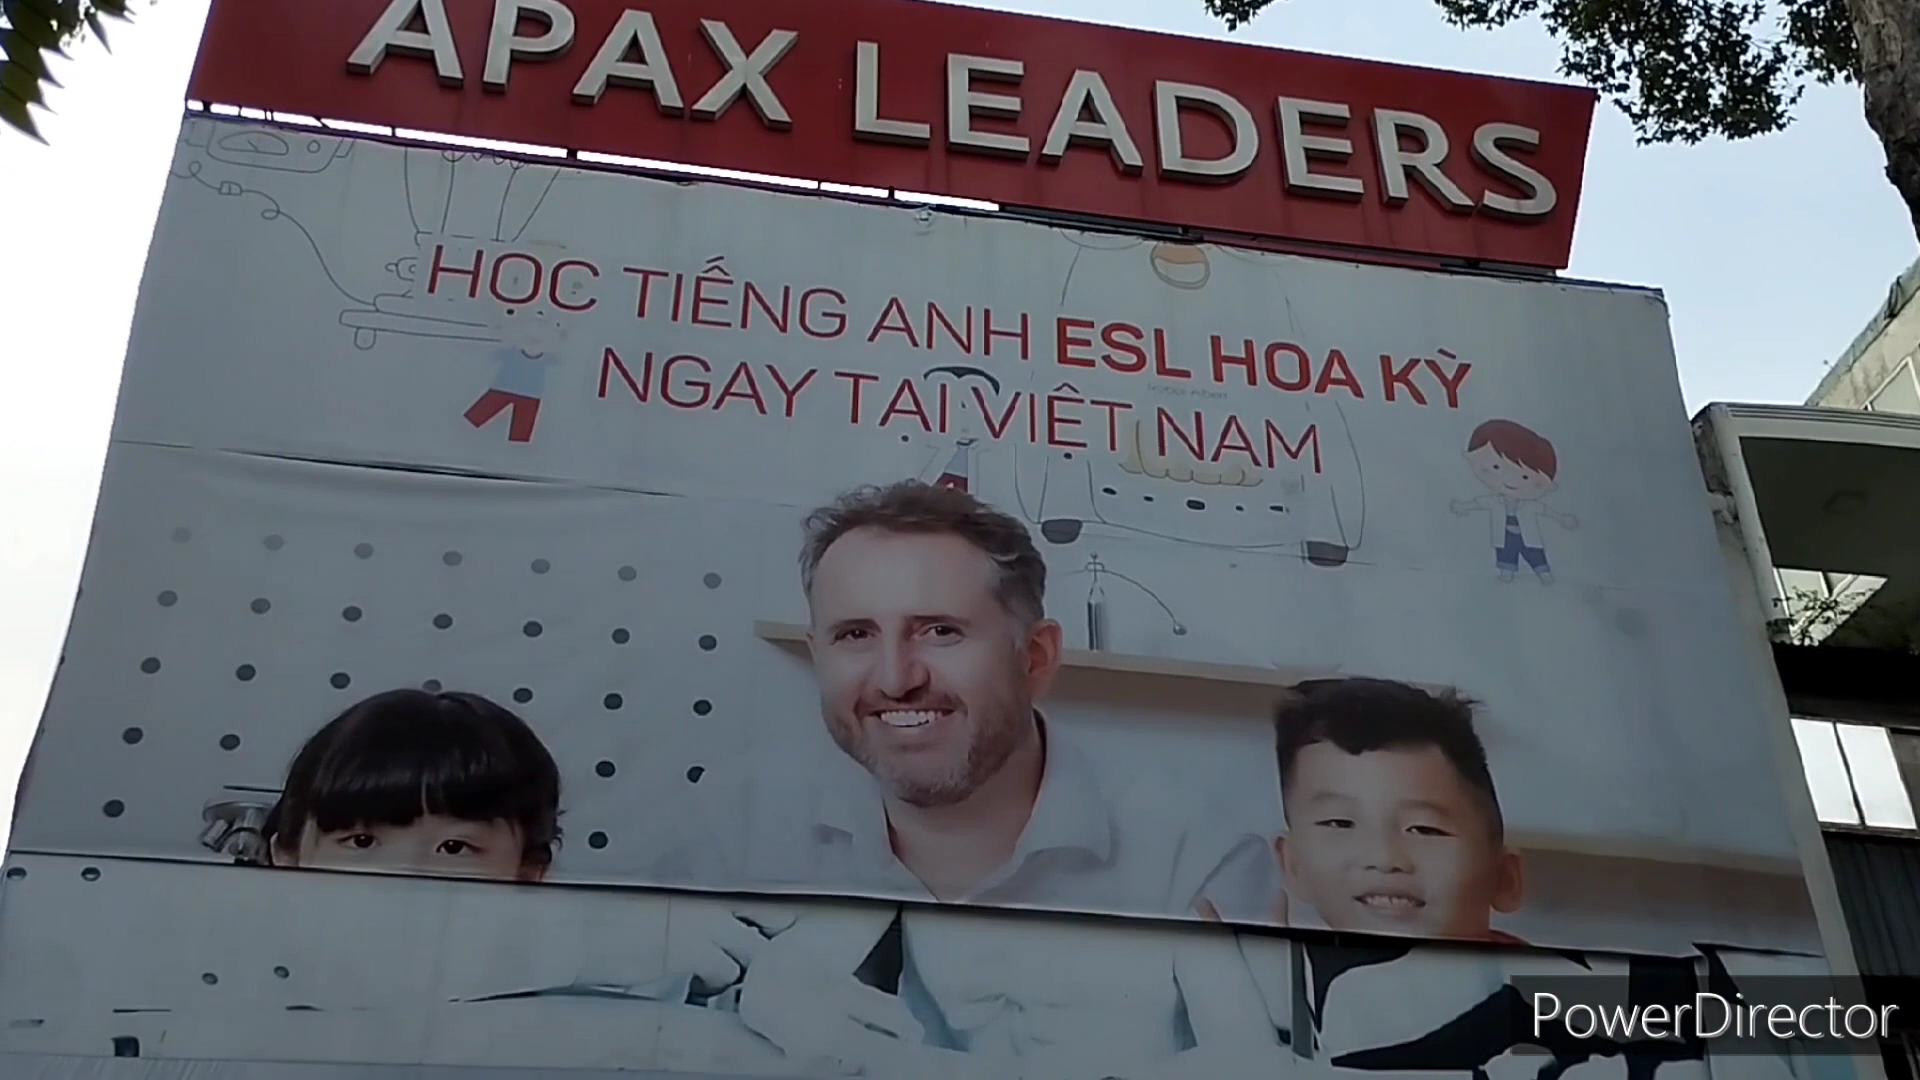 APAX LEADERS
HỌC TIẾNG ANH ESL HOA KỲ
NGAY TẠI VIỆT NAM
PowerDirector